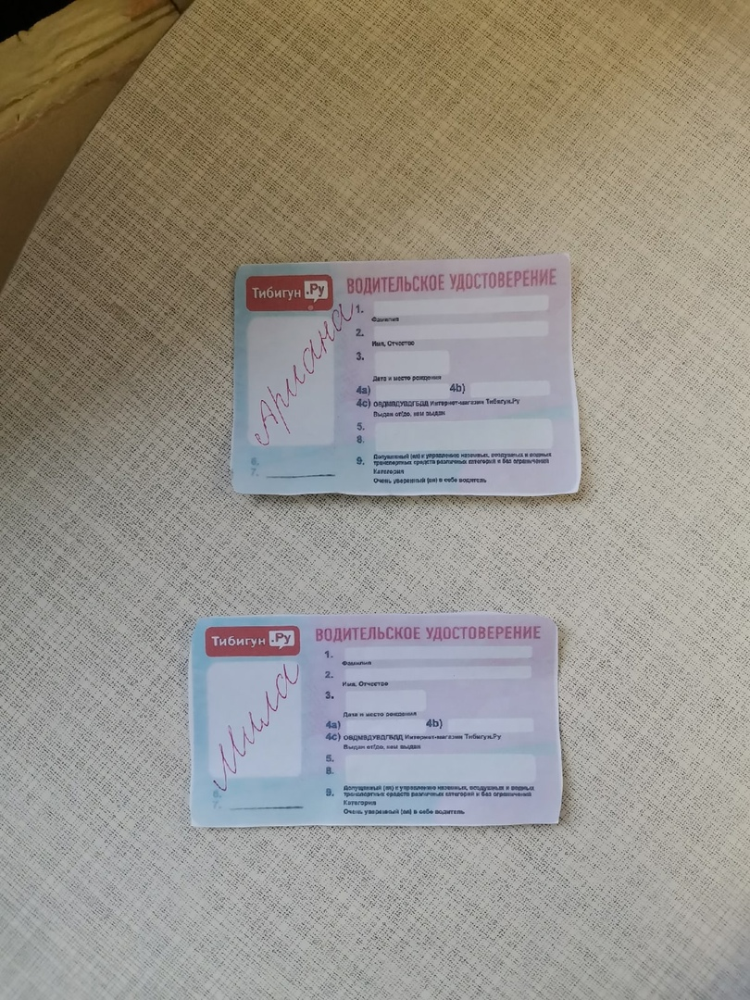 Тибигун .Ру
ВОДИТЕЛЬСКОЕ УДОСТОВЕРЕНИЕ
Ариана
1.
Фамилия
2.
Имя, Отчество
3.
Дата и место рождения
4a) 4b)
4c) ОВДМВДУВДГБДД Интернет-магазин Тибигун.Ру
Выдан от/до, кем выдан
5.
8.
9. Допущенный (ая) к управлению наземных, воздушных и водных
транспортных средств различных категорий и без ограничения
Категория
Очень уверенный (ая) в себе водитель
6.
7.
Тибигун .Ру
ВОДИТЕЛЬСКОЕ УДОСТОВЕРЕНИЕ
Мила
1.
Фамилия
2.
Имя, Отчество
3.
Дата и место рождения
4a) 4b)
4c) ОВДМВДУВДГБДД Интернет-магазин Тибигун.Ру
Выдан от/до, кем выдан
5.
8.
9. Допущенный (ая) к управлению наземных, воздушных и водных
транспортных средств различных категорий и без ограничения
Категория
Очень уверенный (ая) в себе водитель
6.
7.